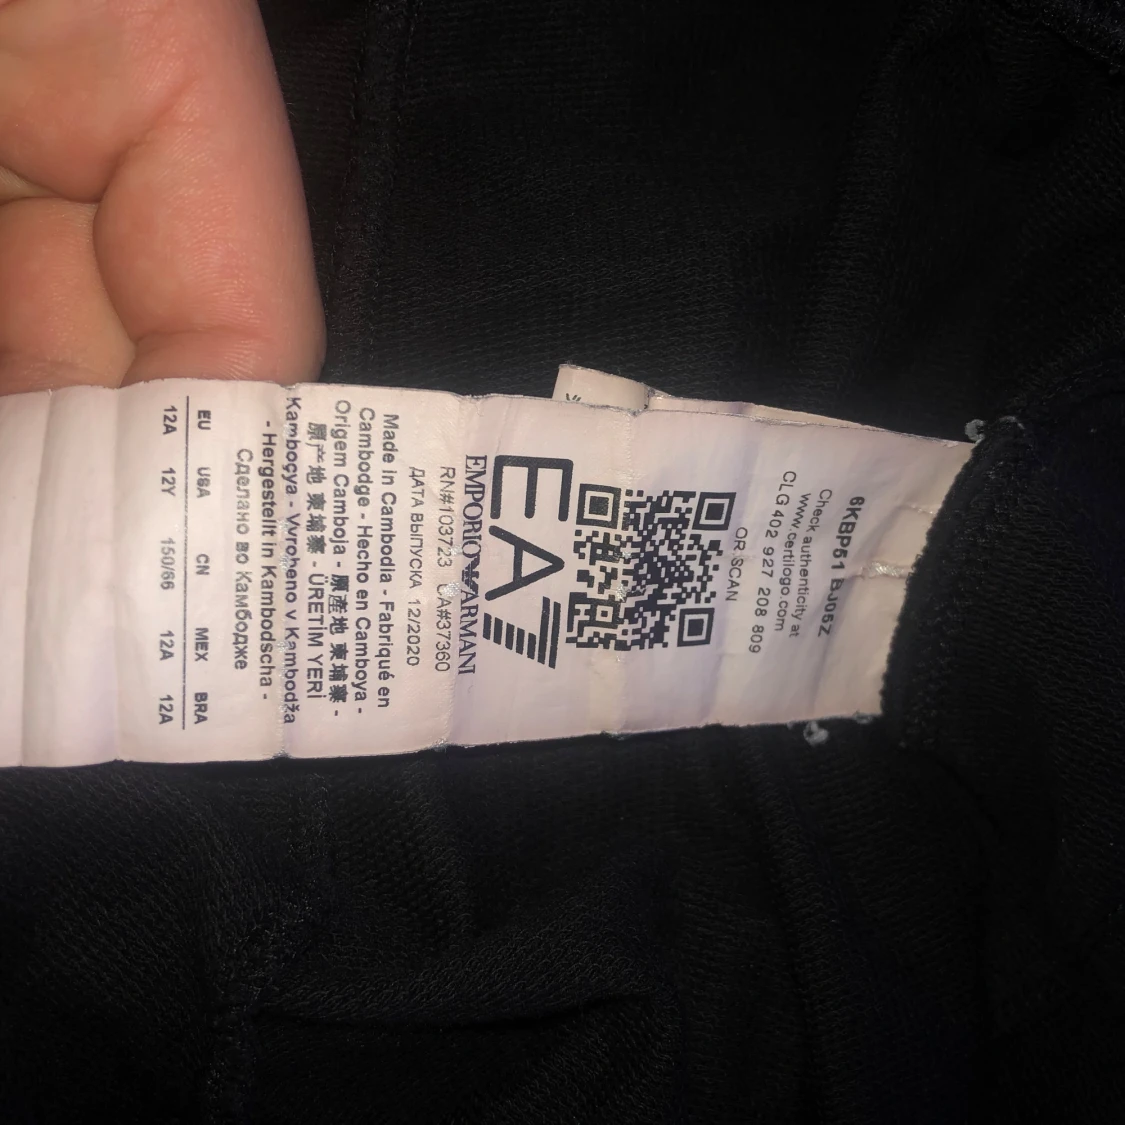 6KBP51 BJ05Z
Check authenticity at
www.certilogo.com
CLG 402 927 208 809
OR SCAN
EA7
EMPORIO ARMANI
RN#103723 CA#37360
ДАТА ВЫПУСКА 12/2020
Made in Cambodia - Fabriqué en
Cambodge - Hecho en Camboya -
Origem Camboja - 原産地 柬埔寨 -
原产地 柬埔寨 - ÜRETİM YERİ
Kamboçya - Vyrobeno v Kambodža
- Hergestellt in Kambodscha -
Сделано во Камбодже
EU USA CN MEX BRA
12A 12Y 150/66 12A 12A